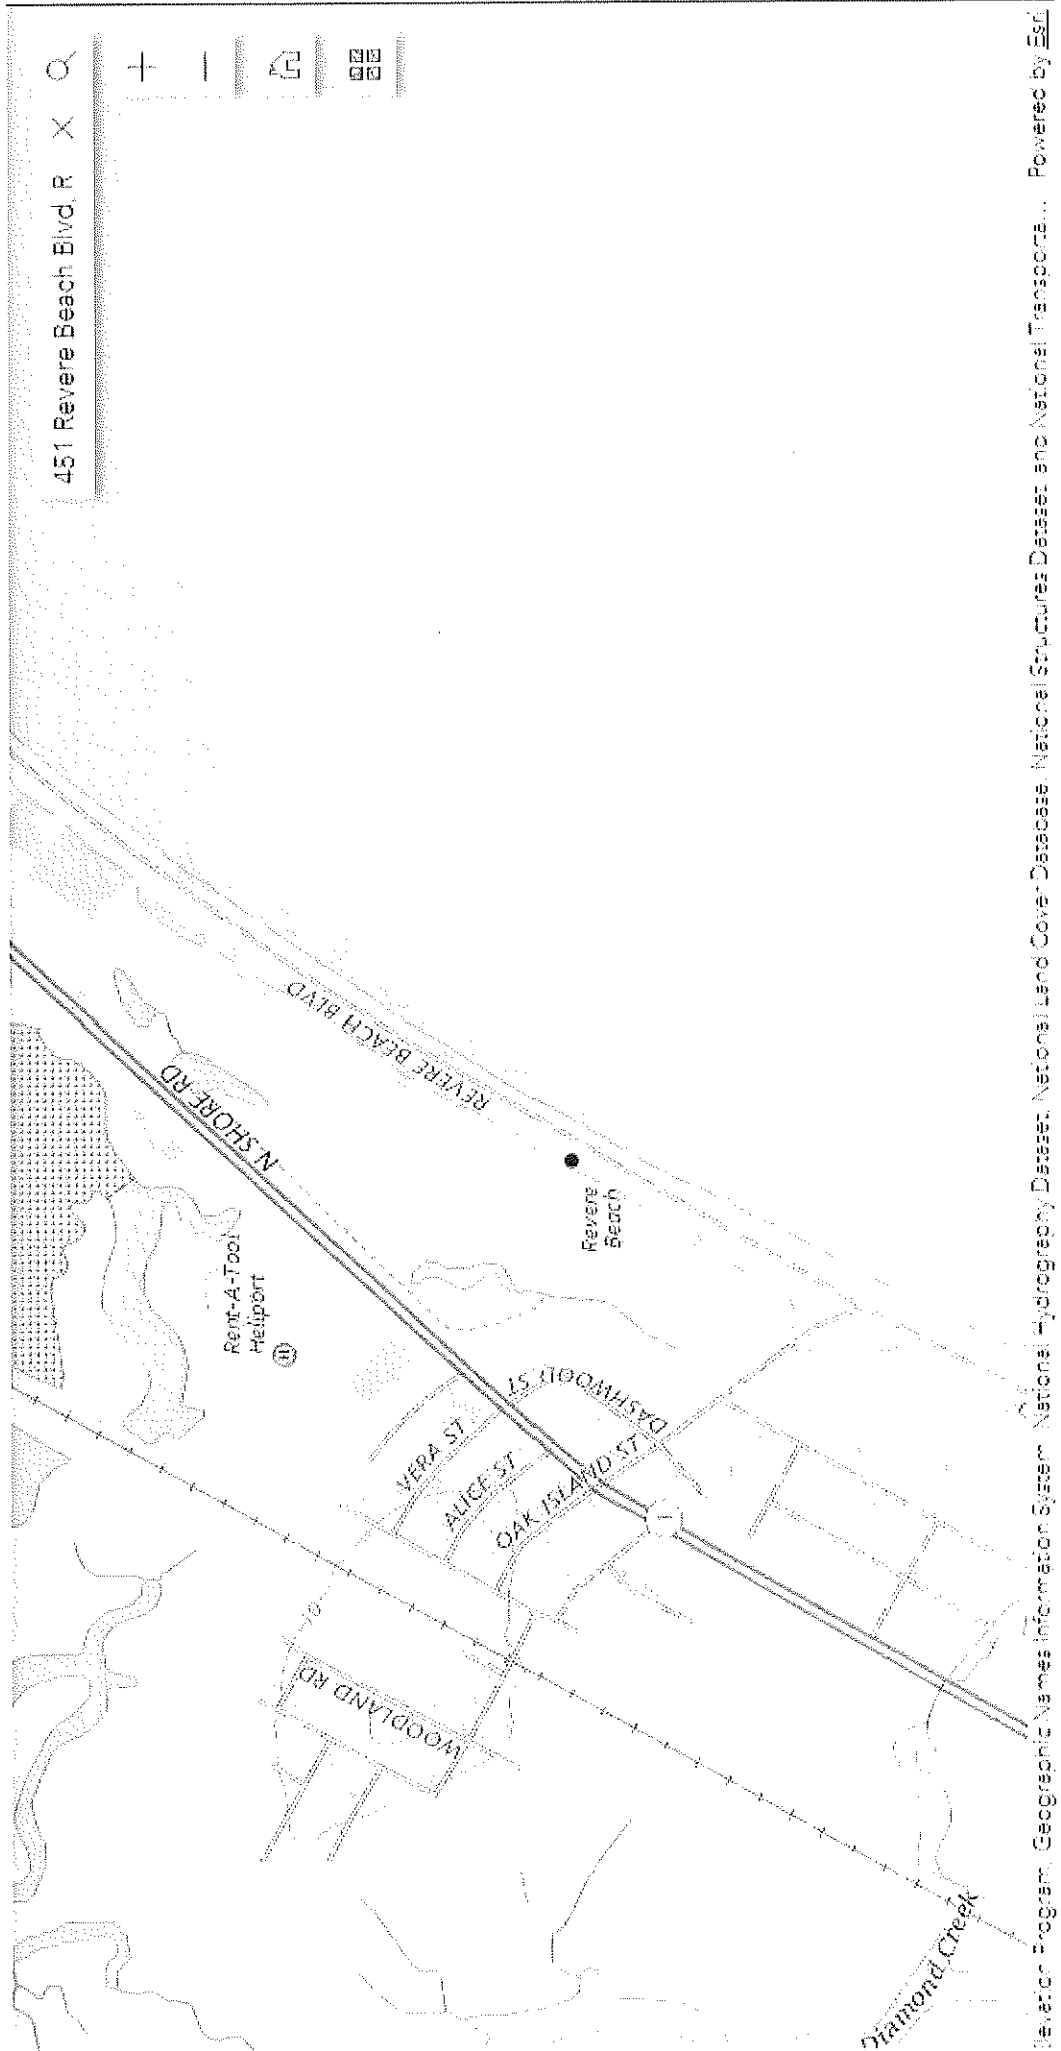 451 Revere Beach Blvd, R
N SHORE RD
REVERE BEACH BLVD
Rent-A-Tool
Heliport
H
Revere
Beach
VERA ST
ALICE ST
OAK ISLAND ST
DASHWOOD ST
WOODLAND RD
Diamond Creek
Elevation Program, Geographic Names Information System, National Hydrography Dataset, National Land Cover Database, National Structures Dataset, and National Transporta... Powered by Esri